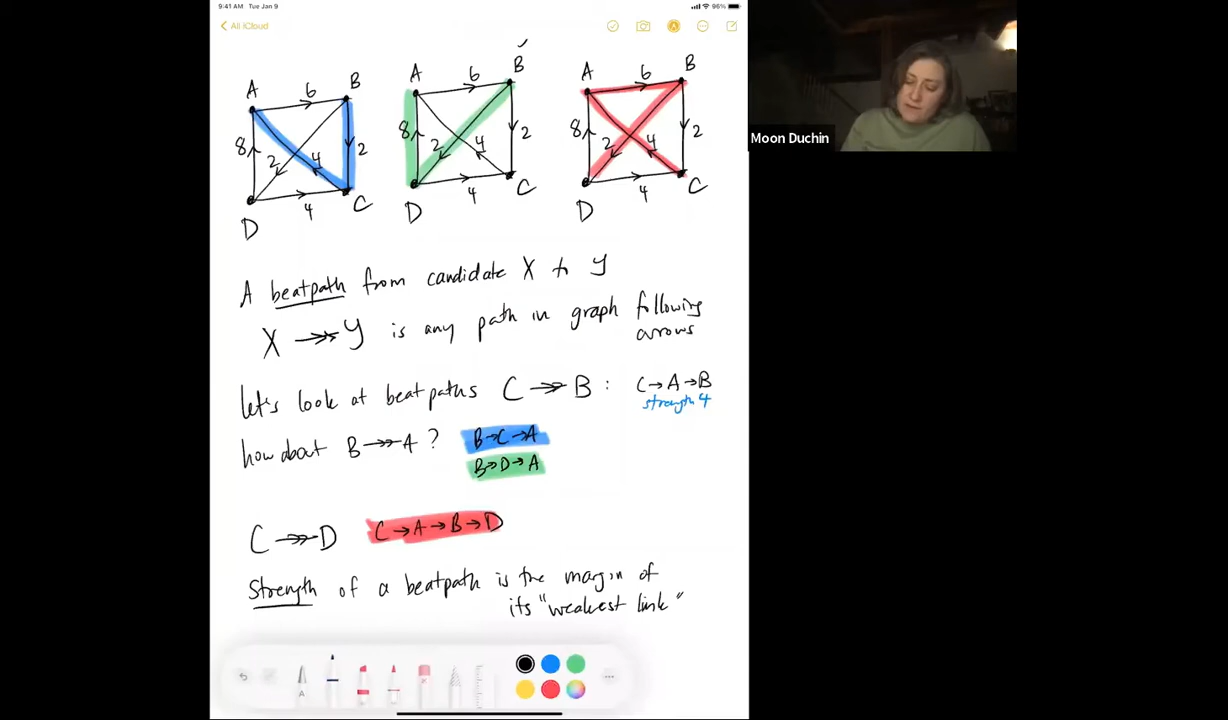 9:41 AM Tue Jan 9
96%
All iCloud
A 6 B
8 2 4 2
D 4 C
A 6 B
8 2 4 2
D 4 C
A 6 B
8 2 4 2
D 4 C
Moon Duchin
A beatpath from candidate X to Y
X ↠ Y is any path in graph following
arrows
let's look at beatpaths C ↠ B : C→A→B
strength 4
how about B ↠ A ? B→C→A
B→D→A
C ↠ D C→A→B→D
Strength of a beatpath is the margin of
its "weakest link"
A